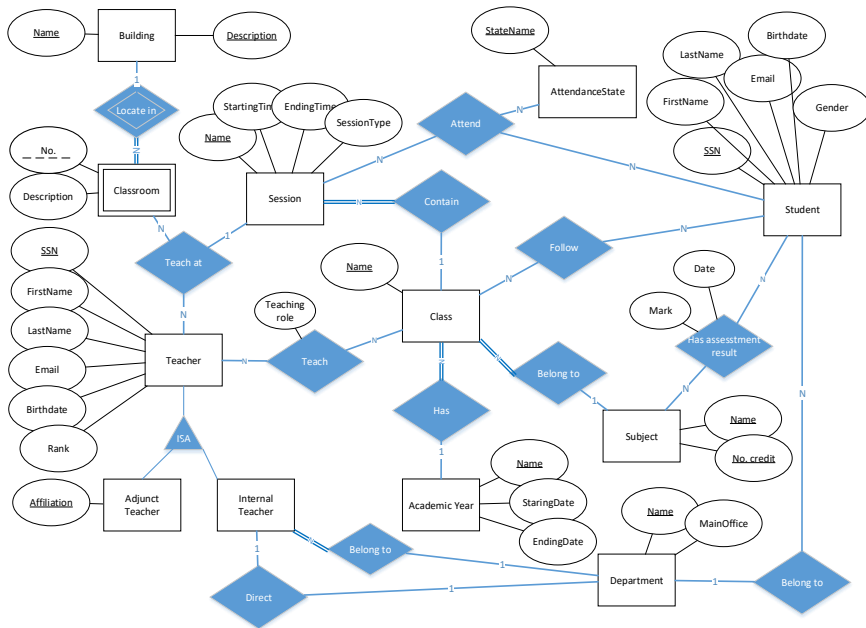 Name
Building
Description
StateName
Birthdate
LastName
Email
AttendanceState
1
Locate in
StartingTime
EndingTime
FirstName
Gender
SessionType
Attend
N
Name
SSN
N
No.
N
N
Classroom
Session
Student
Description
N
Contain
N
1
N
Follow
N
SSN
Teach at
1
Name
Date
FirstName
N
Teaching
role
N
Class
Mark
N
LastName
N
Has assesstment
result
Teacher
N
Teach
N
N
Email
Belong to
N
N
Birthdate
1
Has
Name
Rank
ISA
Subject
No. credit
1
Name
Affiliation
Adjunct
Teacher
Internal
Teacher
Academic Year
StaringDate
Name
MainOffice
N
EndingDate
1
Belong to
1
Department
1
Belong to
Direct
1